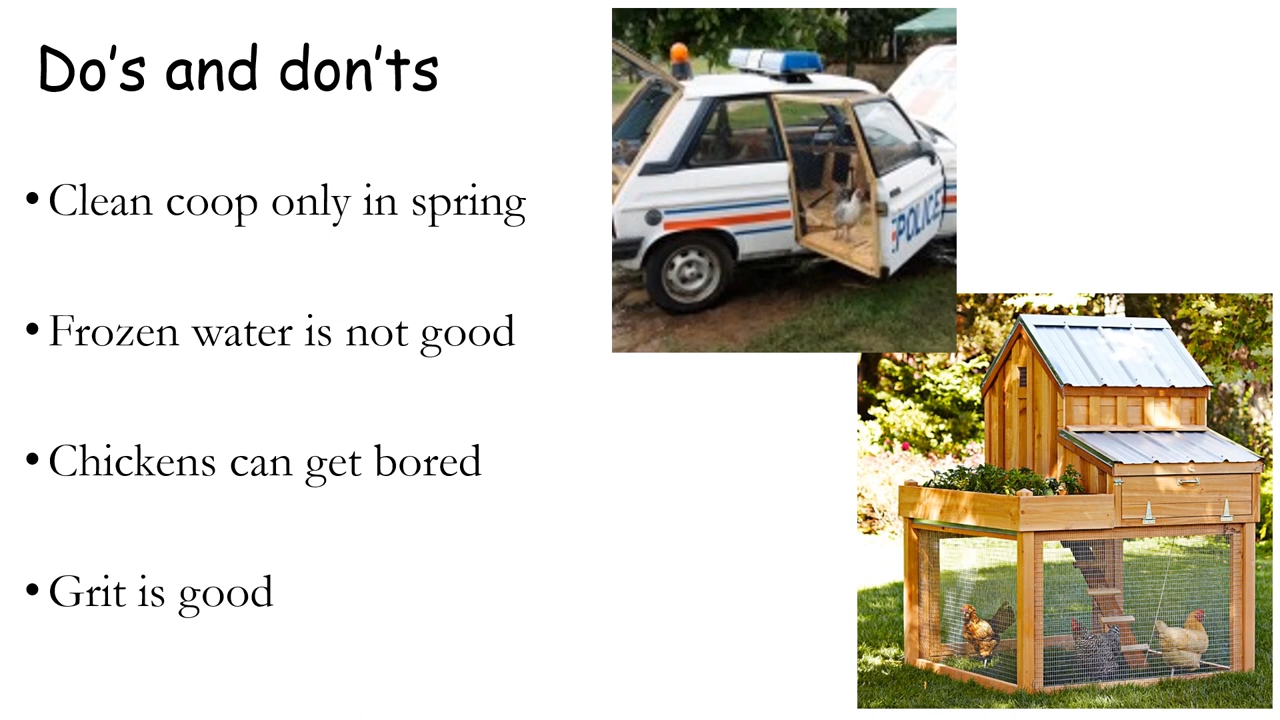 Do's and don'ts
• Clean coop only in spring
• Frozen water is not good
• Chickens can get bored
• Grit is good
POLICE